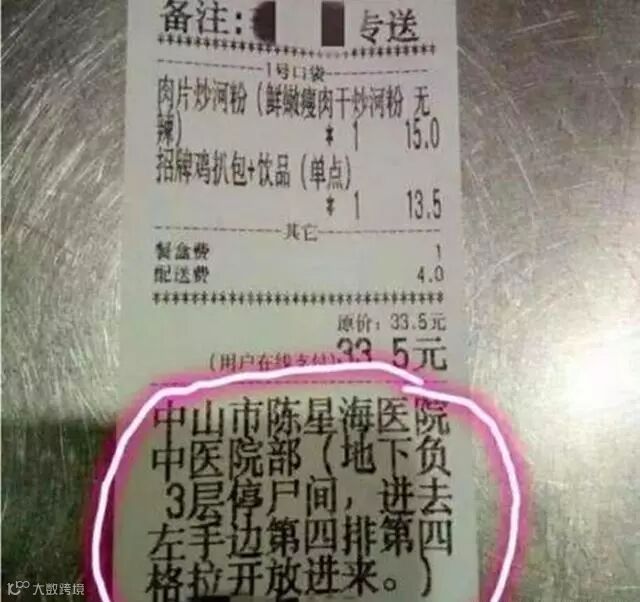 备注: 专送
1号口袋
肉片炒河粉（鲜嫩瘦肉干炒河粉 无
辣） * 1 15.0
招牌鸡扒包+饮品（单点）
* 1 13.5
其它
餐盒费 1
配送费 4.0
********************************
原价: 33.5元
(用户在线支付)33.5元
********************************
中山市陈星海医院
中医院部（地下负
3层停尸间，进去
左手边第四排第四
格拉开放进来。）
大数跨境